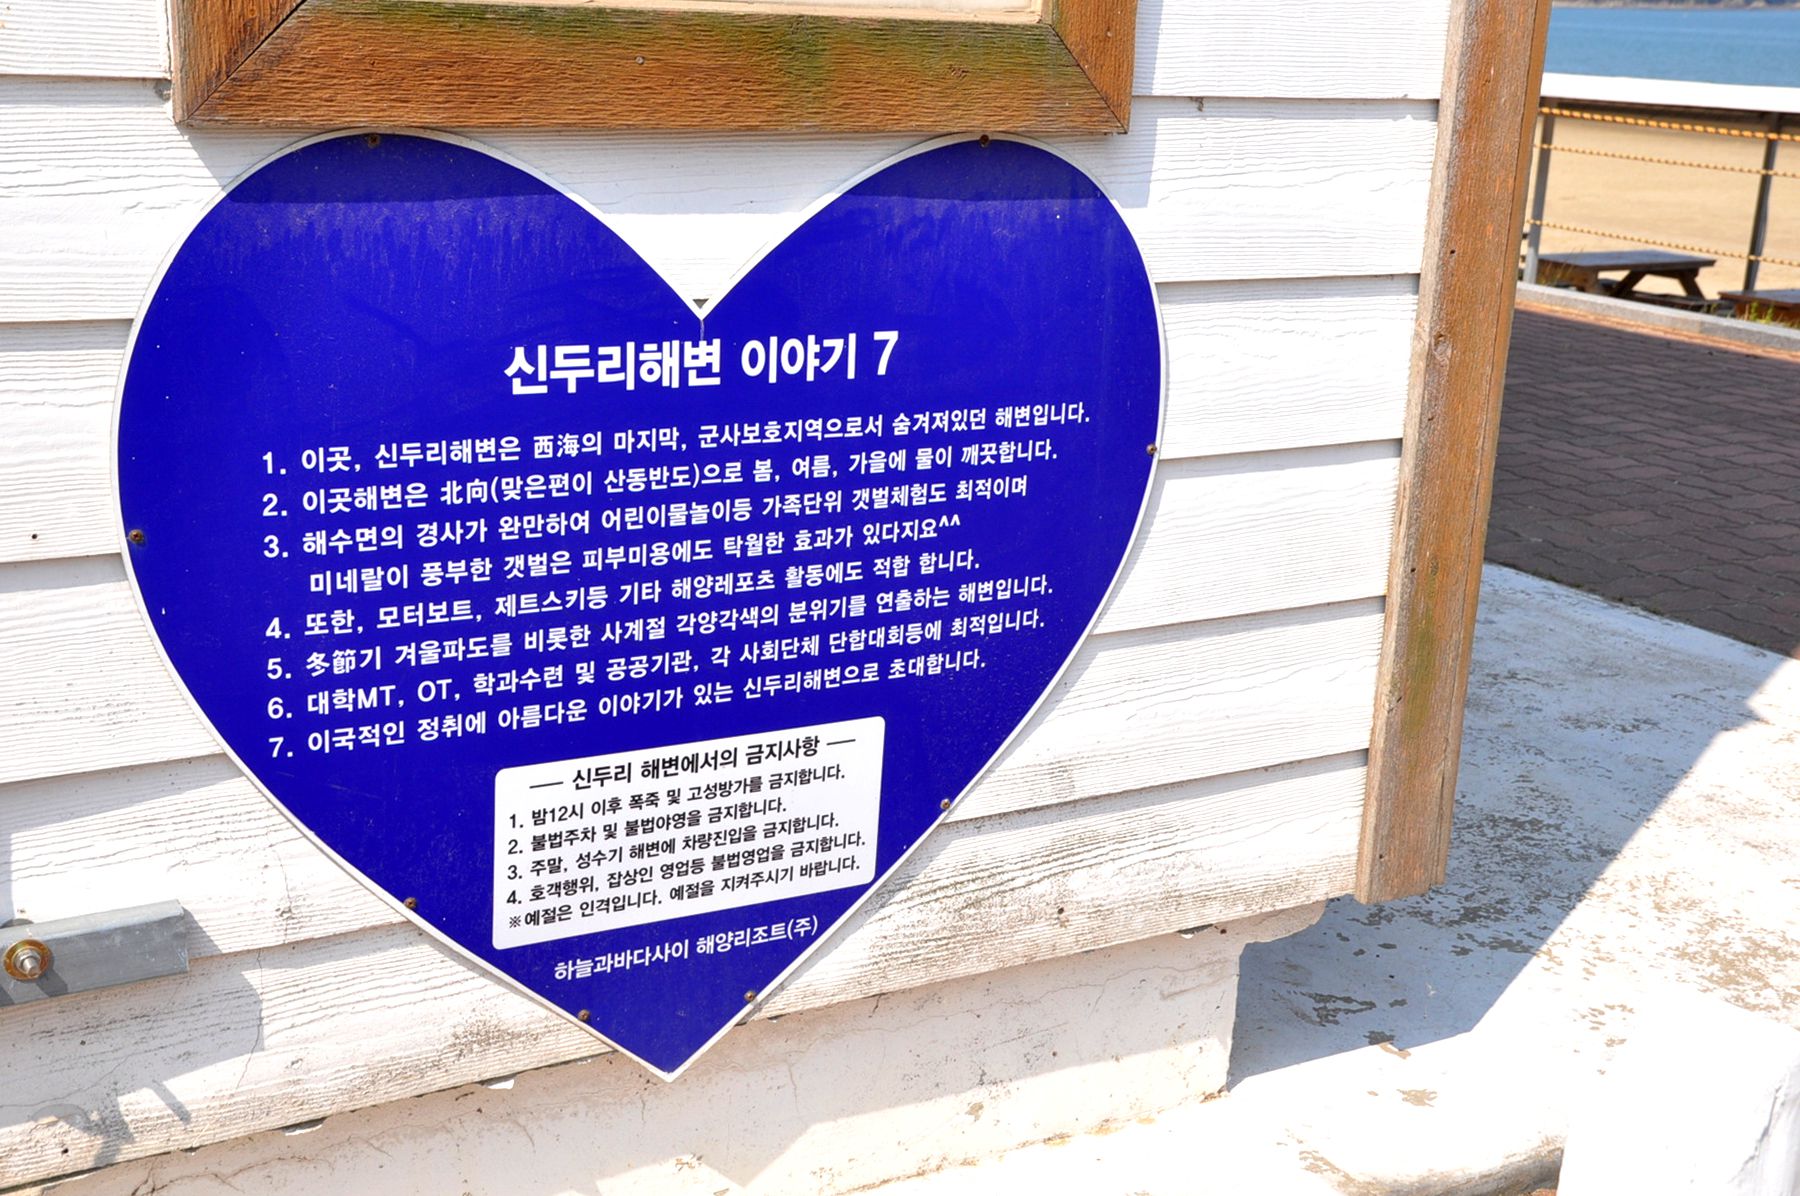 신두리해변 이야기 7
1. 이곳, 신두리해변은 西海의 마지막, 군사보호지역으로서 숨겨져있던 해변입니다.
2. 이곳해변은 北向(맞은편이 산동반도)으로 봄, 여름, 가을에 물이 깨끗합니다.
3. 해수면의 경사가 완만하여 어린이물놀이등 가족단위 갯벌체험도 최적이며
미네랄이 풍부한 갯벌은 피부미용에도 탁월한 효과가 있다지요^^
4. 또한, 모터보트, 제트스키등 기타 해양레포츠 활동에도 적합 합니다.
5. 冬節기 겨울파도를 비롯한 사계절 각양각색의 분위기를 연출하는 해변입니다.
6. 대학MT, OT, 학과수련 및 공공기관, 각 사회단체 단합대회등에 최적입니다.
7. 이국적인 정취에 아름다운 이야기가 있는 신두리해변으로 초대합니다.
— 신두리 해변에서의 금지사항 —
1. 밤12시 이후 폭죽 및 고성방가를 금지합니다.
2. 불법주차 및 불법야영을 금지합니다.
3. 주말, 성수기 해변에 차량진입을 금지합니다.
4. 호객행위, 잡상인 영업등 불법영업을 금지합니다.
※예절은 인격입니다. 예절을 지켜주시기 바랍니다.
하늘과바다사이 해양리조트(주)